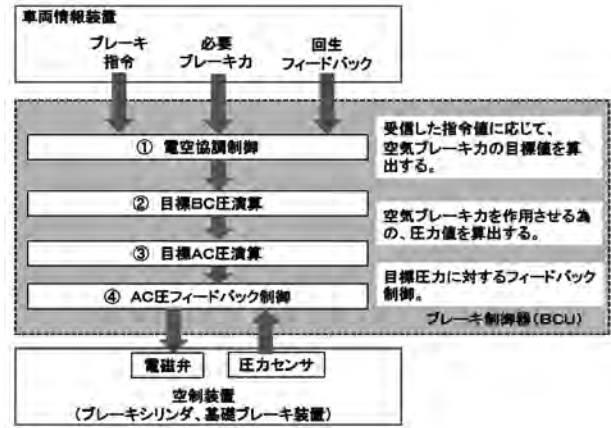 車両情報装置
ブレーキ
指令
必要
ブレーキ力
回生
フィードバック
① 電空協調制御
受信した指令値に応じて、
空気ブレーキ力の目標値を算
出する。
② 目標BC圧演算
空気ブレーキ力を作用させる為
の、圧力値を算出する。
③ 目標AC圧演算
目標圧力に対するフィードバック
制御。
④ AC圧フィードバック制御
ブレーキ制御器(BCU)
電磁弁
圧力センサ
空制装置
(ブレーキシリンダ、基礎ブレーキ装置)